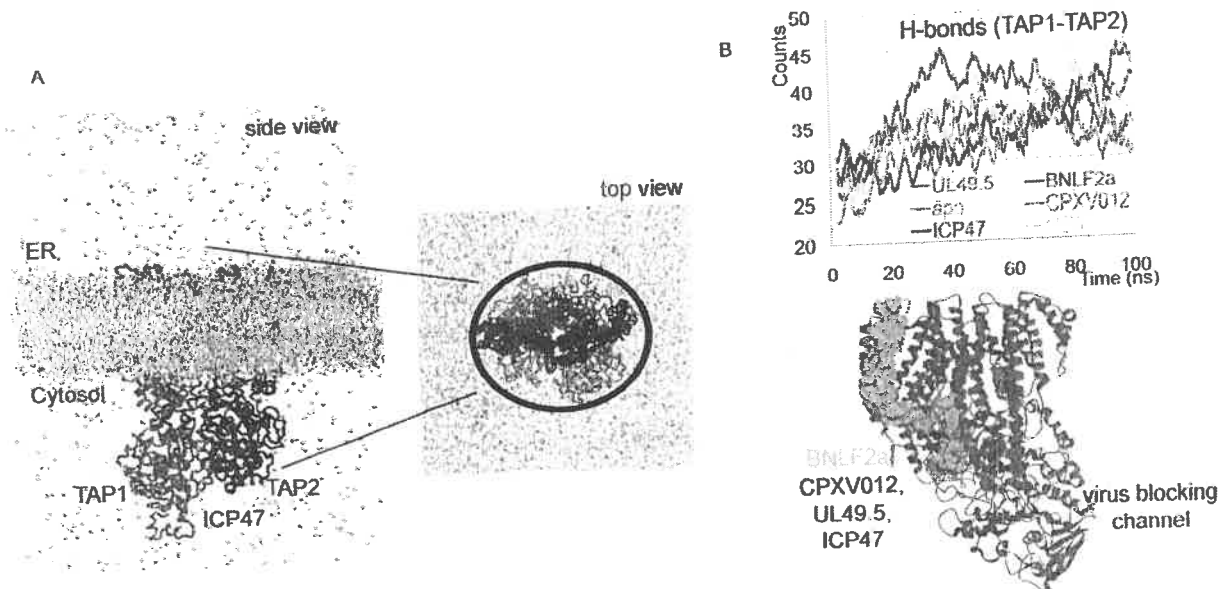 A
side view
ER
Cytosol
TAP1
TAP2
ICP47
top view
B
H-bonds (TAP1-TAP2)
Counts
50
45
40
35
30
25
20
UL49.5
BNLF2a
CPXV012
ICP47
0
20
40
60
80
100
Time (ns)
BNLF2a
CPXV012,
UL49.5,
ICP47
virus blocking
channel